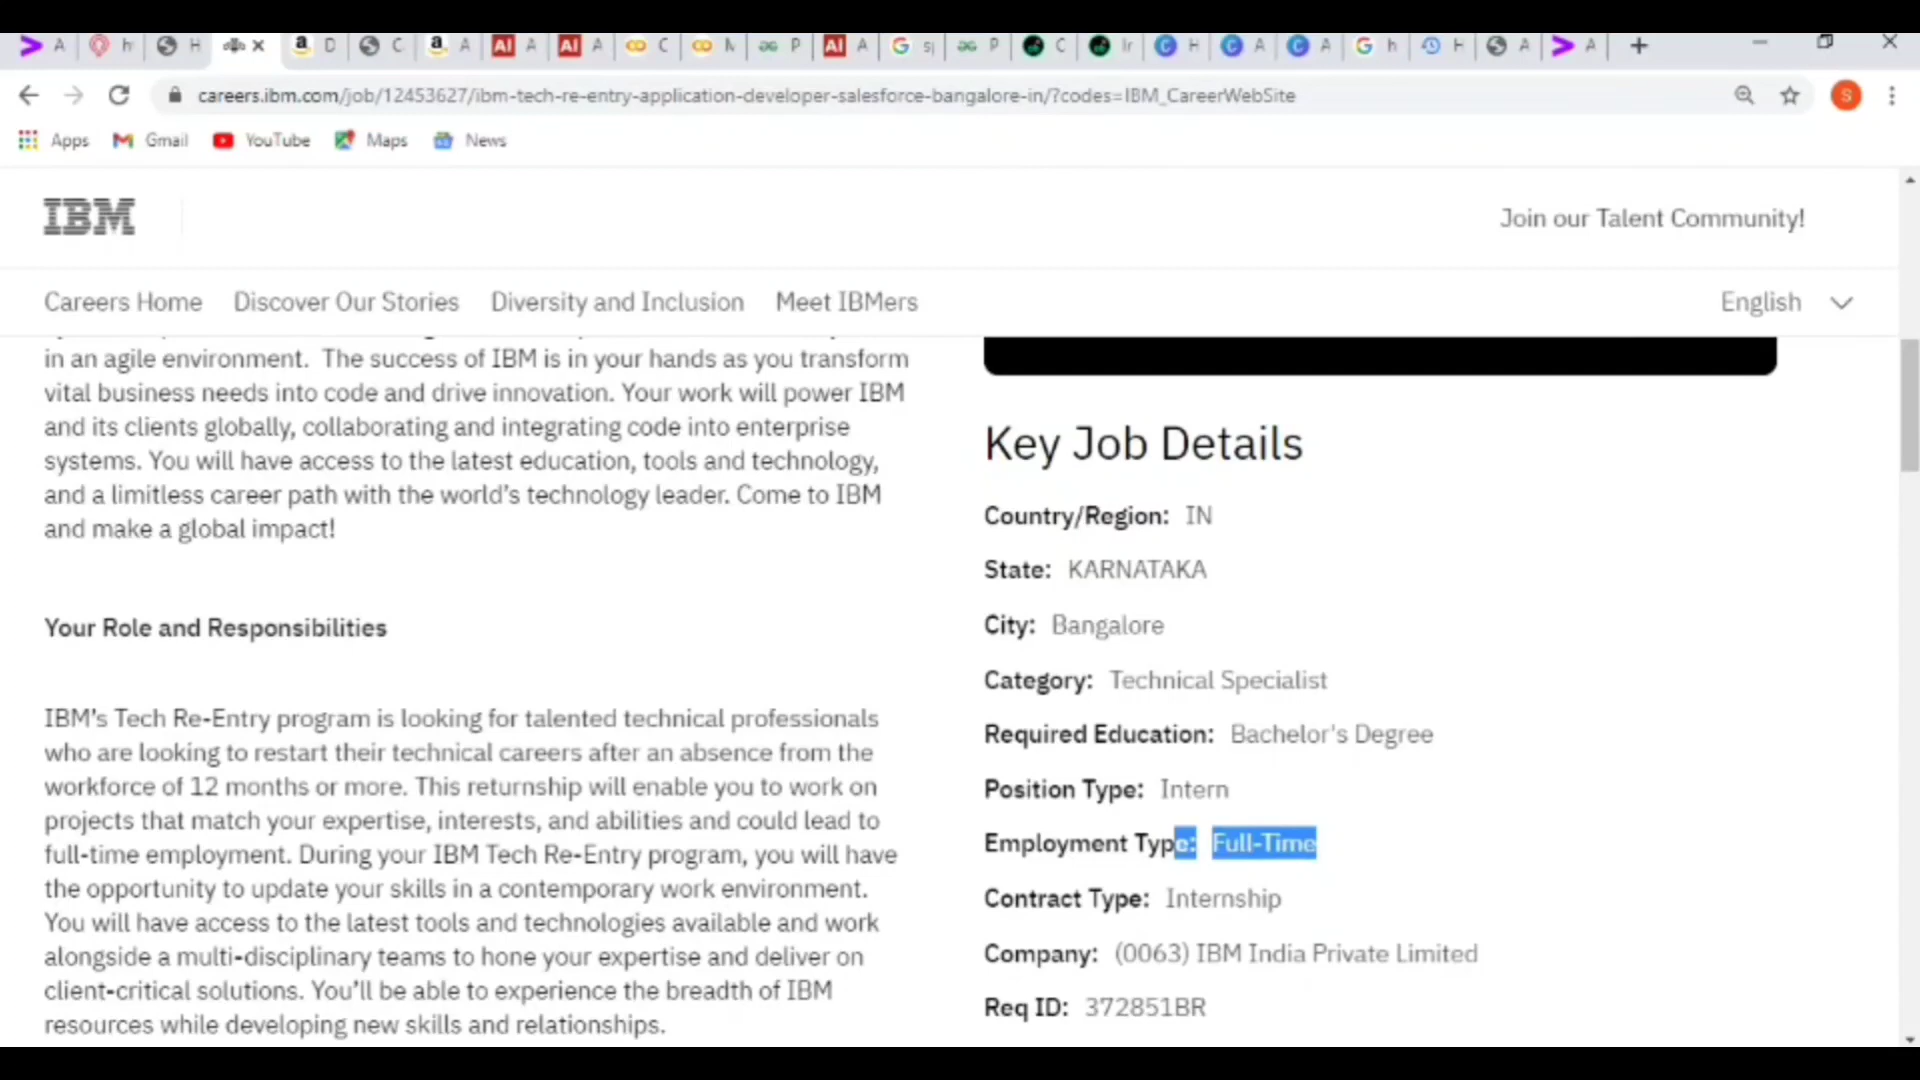 A h H D C A A A C M P A sj P C Ir H A A h H A A
careers.ibm.com/job/12453627/ibm-tech-re-entry-application-developer-salesforce-bangalore-in/?codes=IBM_CareerWebSite
S
Apps Gmail YouTube Maps News
IBM
Join our Talent Community!
Careers Home Discover Our Stories Diversity and Inclusion Meet IBMers
English
in an agile environment.  The success of IBM is in your hands as you transform
vital business needs into code and drive innovation. Your work will power IBM
and its clients globally, collaborating and integrating code into enterprise
systems. You will have access to the latest education, tools and technology,
and a limitless career path with the world’s technology leader. Come to IBM
and make a global impact!
Your Role and Responsibilities
IBM’s Tech Re-Entry program is looking for talented technical professionals
who are looking to restart their technical careers after an absence from the
workforce of 12 months or more. This returnship will enable you to work on
projects that match your expertise, interests, and abilities and could lead to
full-time employment. During your IBM Tech Re-Entry program, you will have
the opportunity to update your skills in a contemporary work environment.
You will have access to the latest tools and technologies available and work
alongside a multi-disciplinary teams to hone your expertise and deliver on
client-critical solutions. You’ll be able to experience the breadth of IBM
resources while developing new skills and relationships.
Key Job Details
Country/Region: IN
State: KARNATAKA
City: Bangalore
Category: Technical Specialist
Required Education: Bachelor's Degree
Position Type: Intern
Employment Type: Full-Time
Contract Type: Internship
Company: (0063) IBM India Private Limited
Req ID: 372851BR